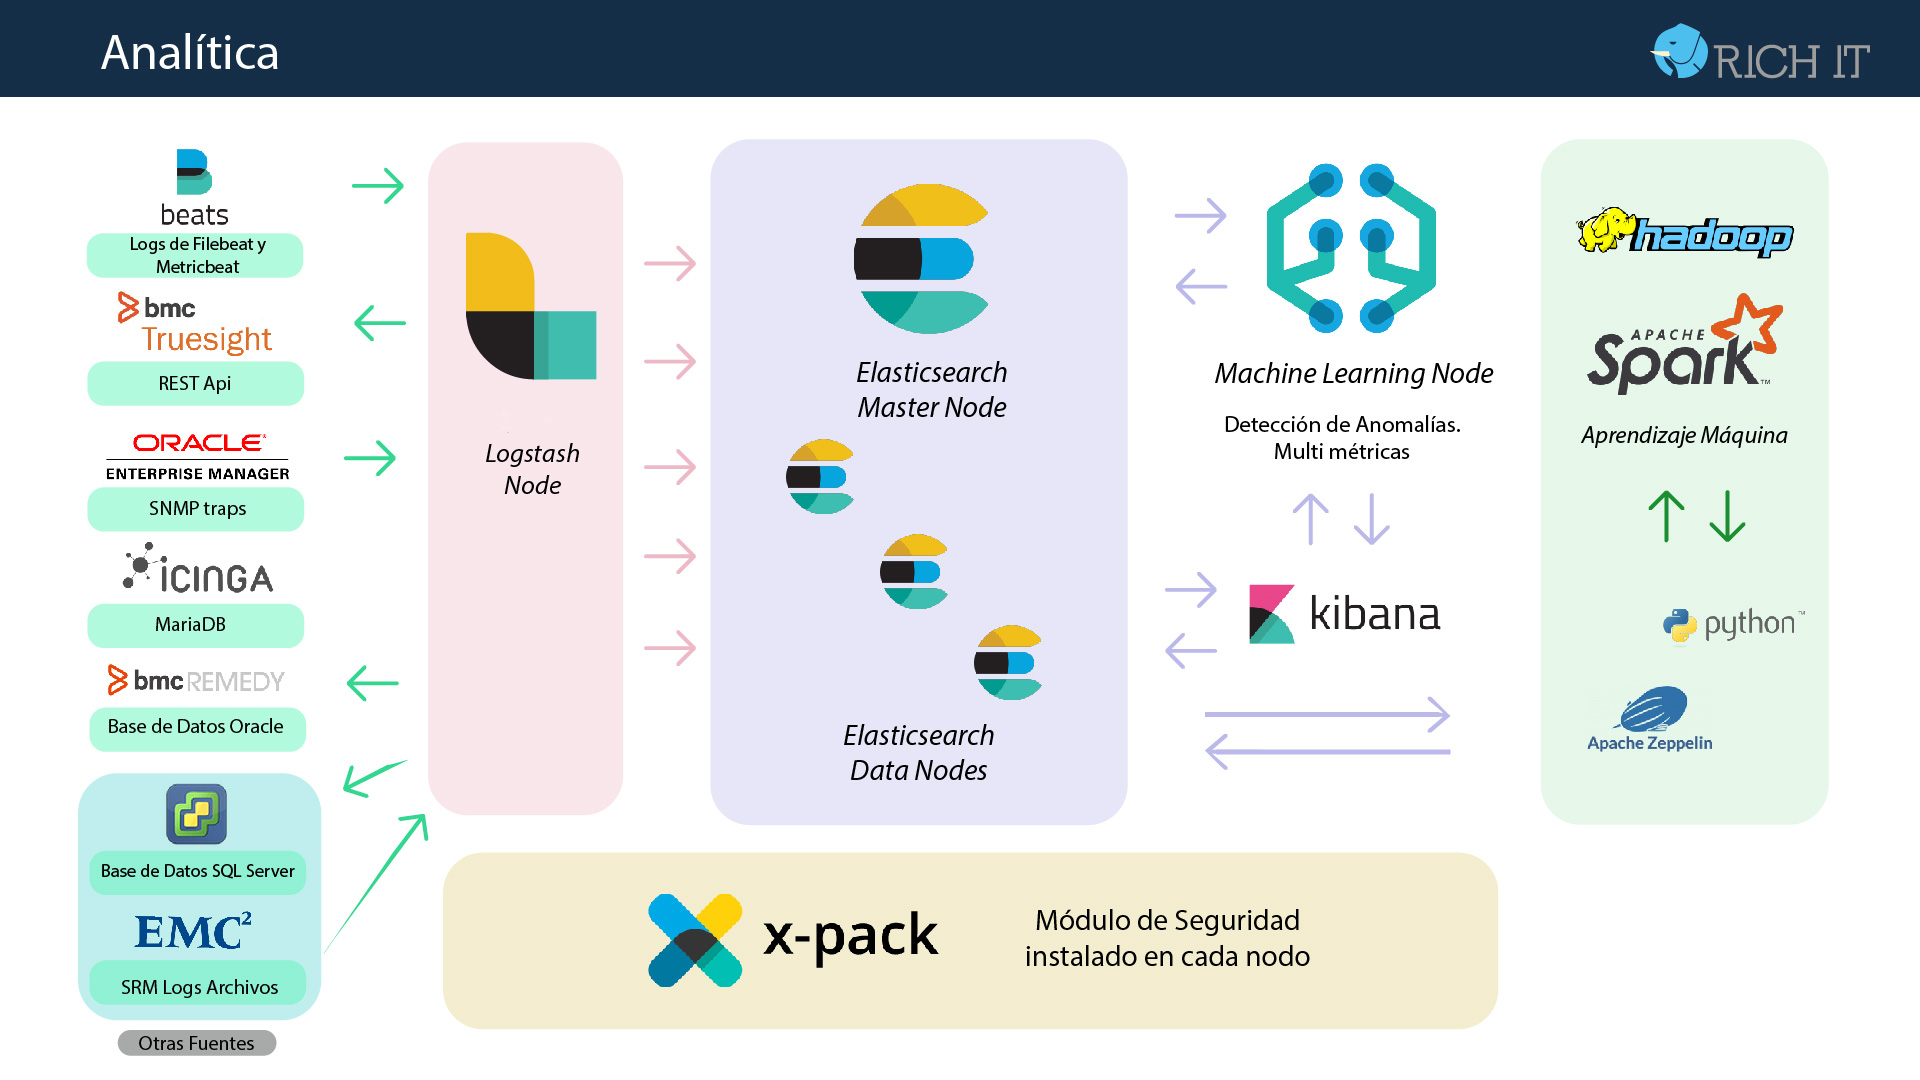 Analítica
RICH IT
beats
Logs de Filebeat y
Metricbeat
bmc
Truesight
REST Api
ORACLE
ENTERPRISE MANAGER
SNMP traps
ICINGA
MariaDB
bmc REMEDY
Base de Datos Oracle
Base de Datos SQL Server
EMC²
SRM Logs Archivos
Otras Fuentes
Logstash
Node
Elasticsearch
Master Node
Elasticsearch
Data Nodes
Machine Learning Node
Detección de Anomalías.
Multi métricas
kibana
hadoop
APACHE
Spark™
Aprendizaje Máquina
python™
Apache Zeppelin
x-pack
Módulo de Seguridad
instalado en cada nodo